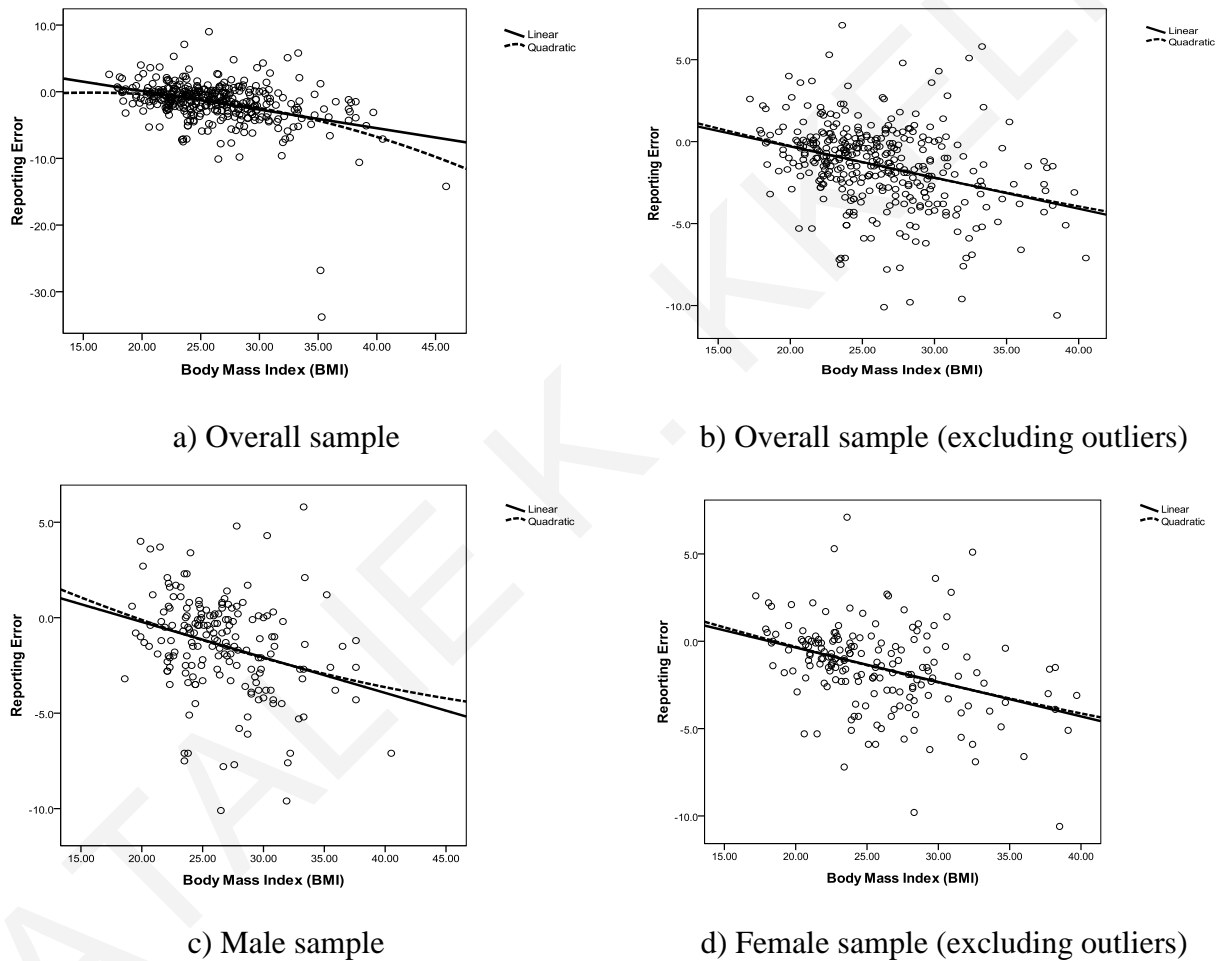 10.0
0.0
-10.0
-20.0
-30.0
Reporting Error
15.00 20.00 25.00 30.00 35.00 40.00 45.00
Body Mass Index (BMI)
Linear
Quadratic
a) Overall sample
5.0
0.0
-5.0
-10.0
Reporting Error
15.00 20.00 25.00 30.00 35.00 40.00
Body Mass Index (BMI)
Linear
Quadratic
b) Overall sample (excluding outliers)
5.0
0.0
-5.0
-10.0
Reporting Error
15.00 20.00 25.00 30.00 35.00 40.00 45.00
Body Mass Index (BMI)
Linear
Quadratic
c) Male sample
5.0
0.0
-5.0
-10.0
Reporting Error
15.00 20.00 25.00 30.00 35.00 40.00
Body Mass Index (BMI)
Linear
Quadratic
d) Female sample (excluding outliers)